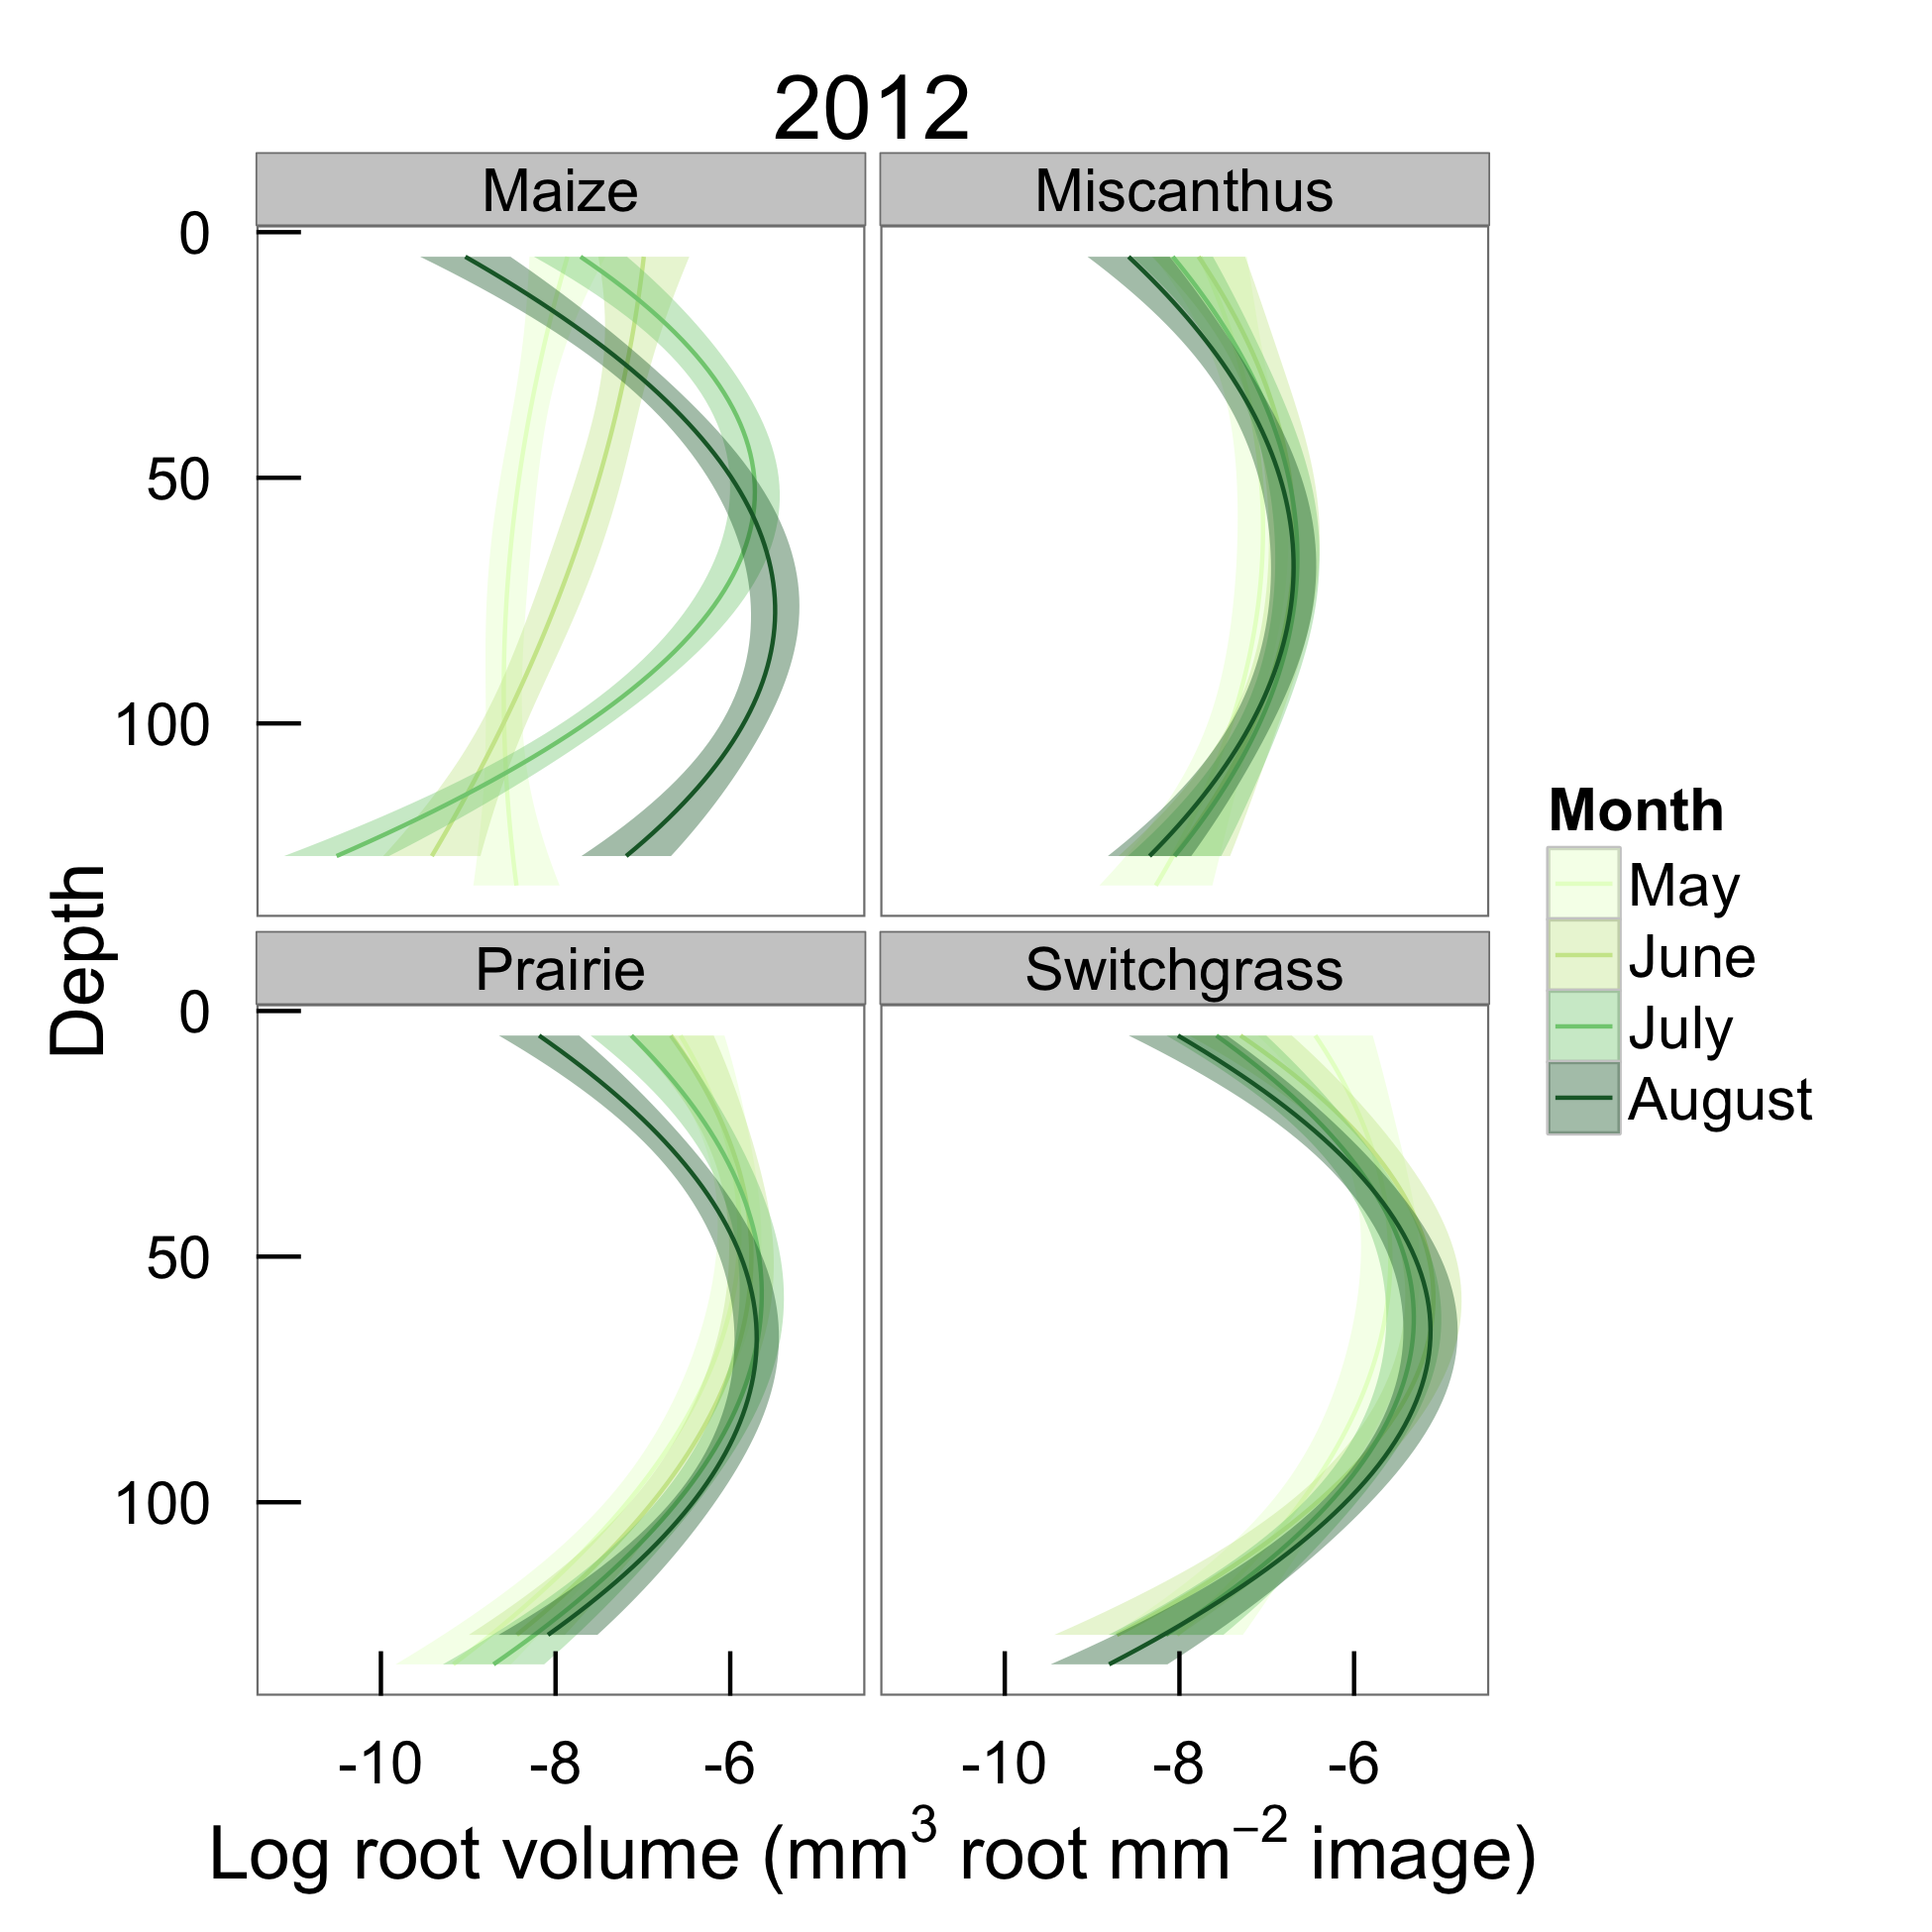 2012
Maize Miscanthus
0
50
100
Prairie Switchgrass
0
50
100
Depth
-10 -8 -6 -10 -8 -6
Log root volume (mm³ root mm⁻² image)
Month
May
June
July
August